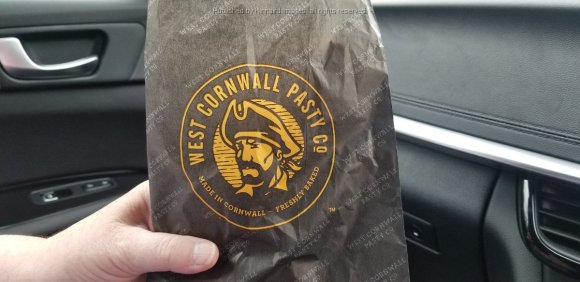 WEST CORNWALL PASTY CO
MADE IN CORNWALL – FRESHLY BAKED
TM